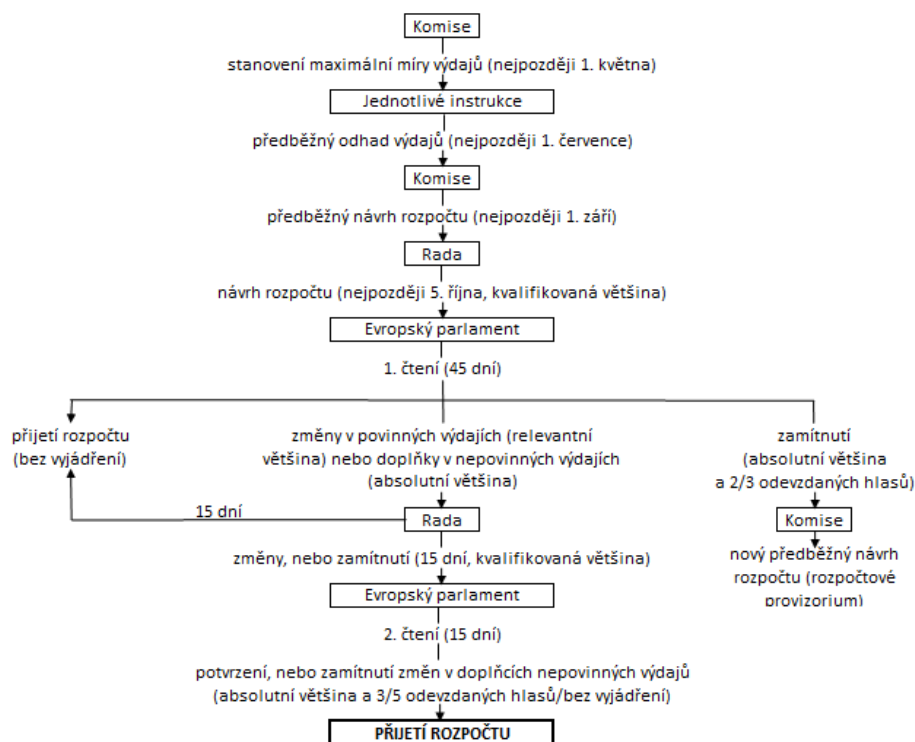 Komise
stanovení maximální míry výdajů (nejpozději 1. května)
Jednotlivé instrukce
předběžný odhad výdajů (nejpozději 1. července)
Komise
předběžný návrh rozpočtu (nejpozději 1. září)
Rada
návrh rozpočtu (nejpozději 5. října, kvalifikovaná většina)
Evropský parlament
1. čtení (45 dní)
přijetí rozpočtu
(bez vyjádření)
změny v povinných výdajích (relevantní
většina) nebo doplňky v nepovinných výdajích
(absolutní většina)
zamítnutí
(absolutní většina
a 2/3 odevzdaných hlasů)
15 dní
Rada
Komise
změny, nebo zamítnutí (15 dní, kvalifikovaná většina)
nový předběžný návrh
rozpočtu (rozpočtové
provizorium)
Evropský parlament
2. čtení (15 dní)
potvrzení, nebo zamítnutí změn v doplňcích nepovinných výdajů
(absolutní většina a 3/5 odevzdaných hlasů/bez vyjádření)
PŘIJETÍ ROZPOČTU